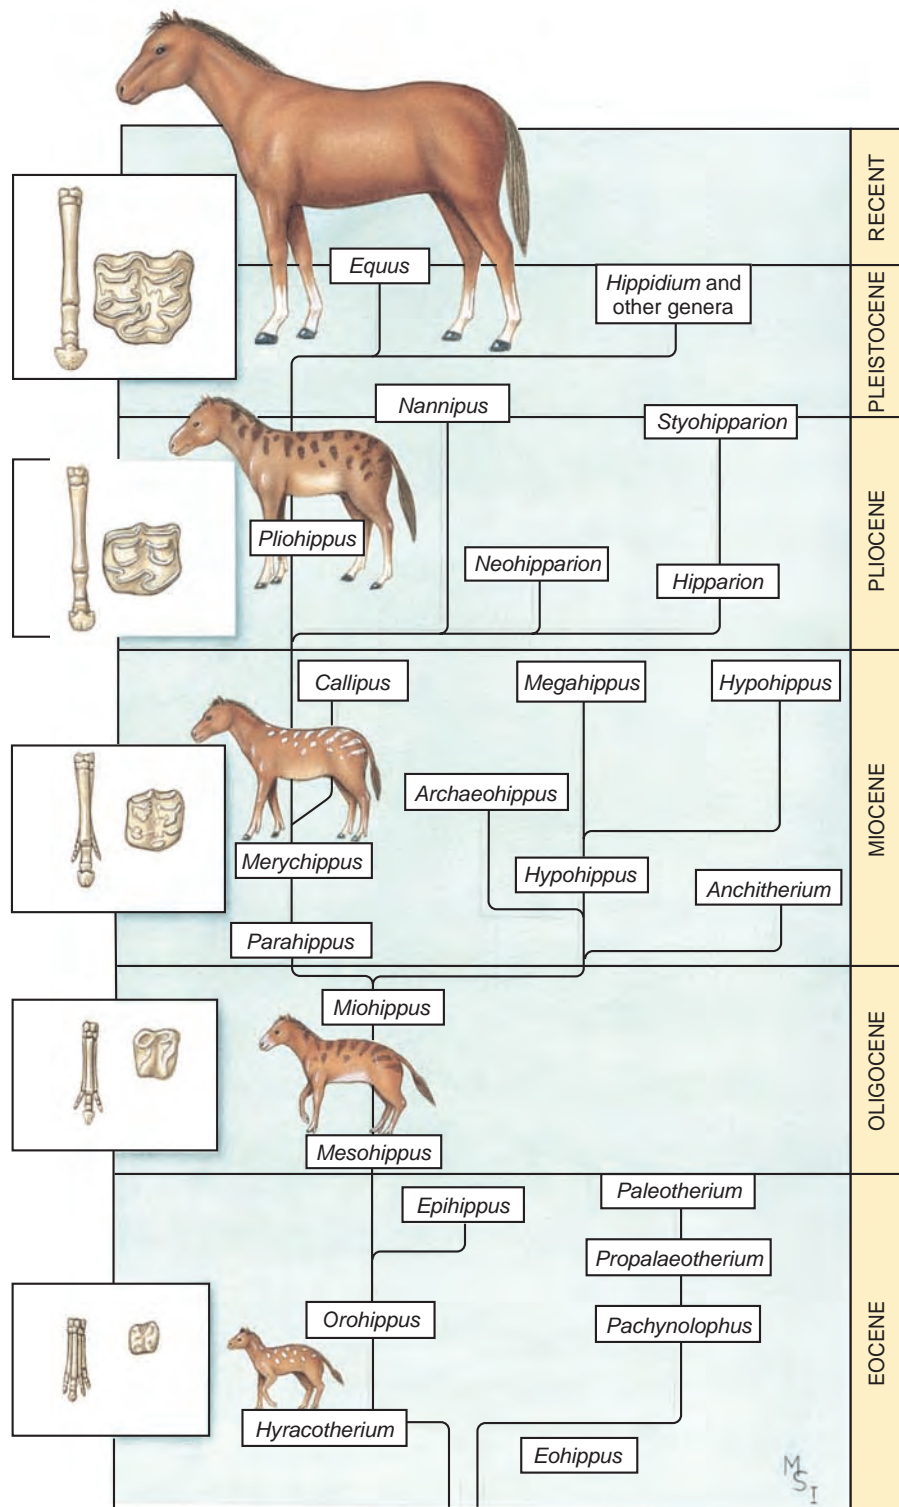 RECENT
Equus
Hippidium and
other genera
PLEISTOCENE
Nannipus
Styohipparion
Pliohippus
Neohipparion
Hipparion
PLIOCENE
Callipus
Megahippus
Hypohippus
Archaeohippus
Merychippus
Hypohippus
Anchitherium
Parahippus
MIOCENE
Miohippus
Mesohippus
OLIGOCENE
Paleotherium
Epihippus
Propalaeotherium
Orohippus
Pachynolophus
Hyracotherium
Eohippus
EOCENE
MSI